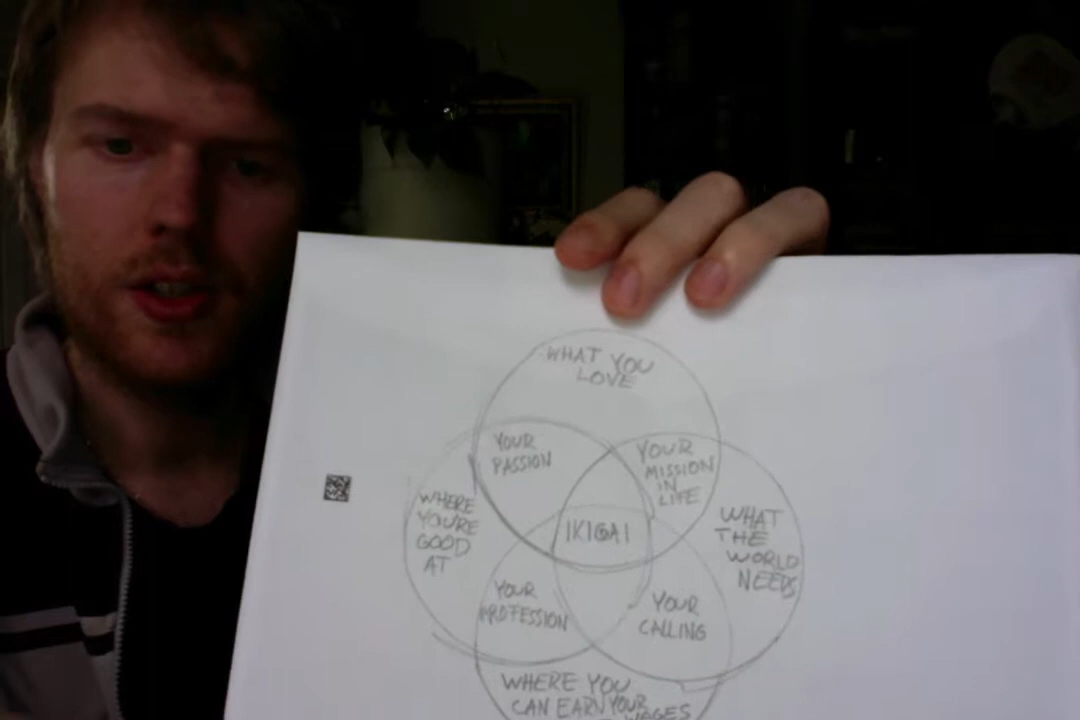 WHAT YOU
LOVE
YOUR
PASSION
YOUR
MISSION
IN
LIFE
WHERE
YOU'RE
GOOD
AT
IKIGAI
WHAT
THE
WORLD
NEEDS
YOUR
PROFESSION
YOUR
CALLING
WHERE YOU
CAN EARN YOUR
WAGES